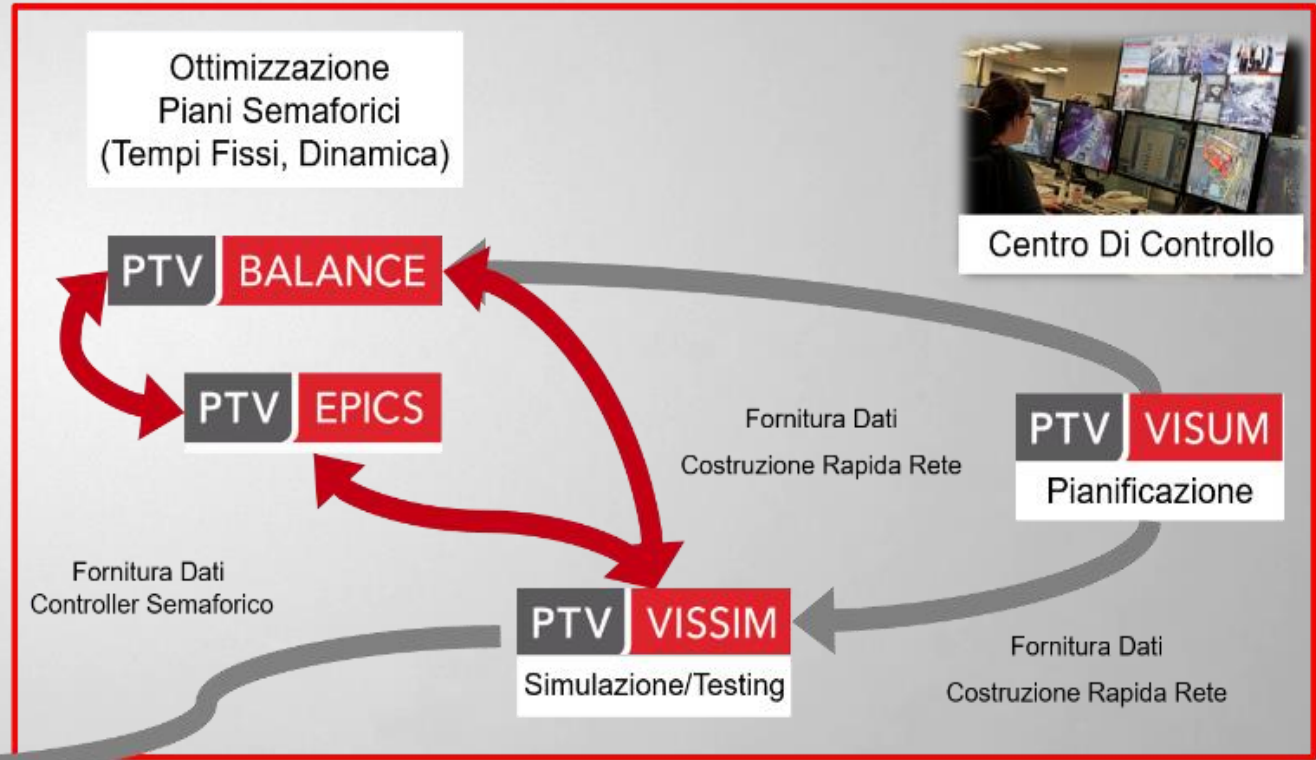 Ottimizzazione
Piani Semaforici
(Tempi Fissi, Dinamica)
Centro Di Controllo
PTV BALANCE
PTV EPICS
Fornitura Dati
Costruzione Rapida Rete
PTV VISUM
Pianificazione
Fornitura Dati
Controller Semaforico
PTV VISSIM
Simulazione/Testing
Fornitura Dati
Costruzione Rapida Rete